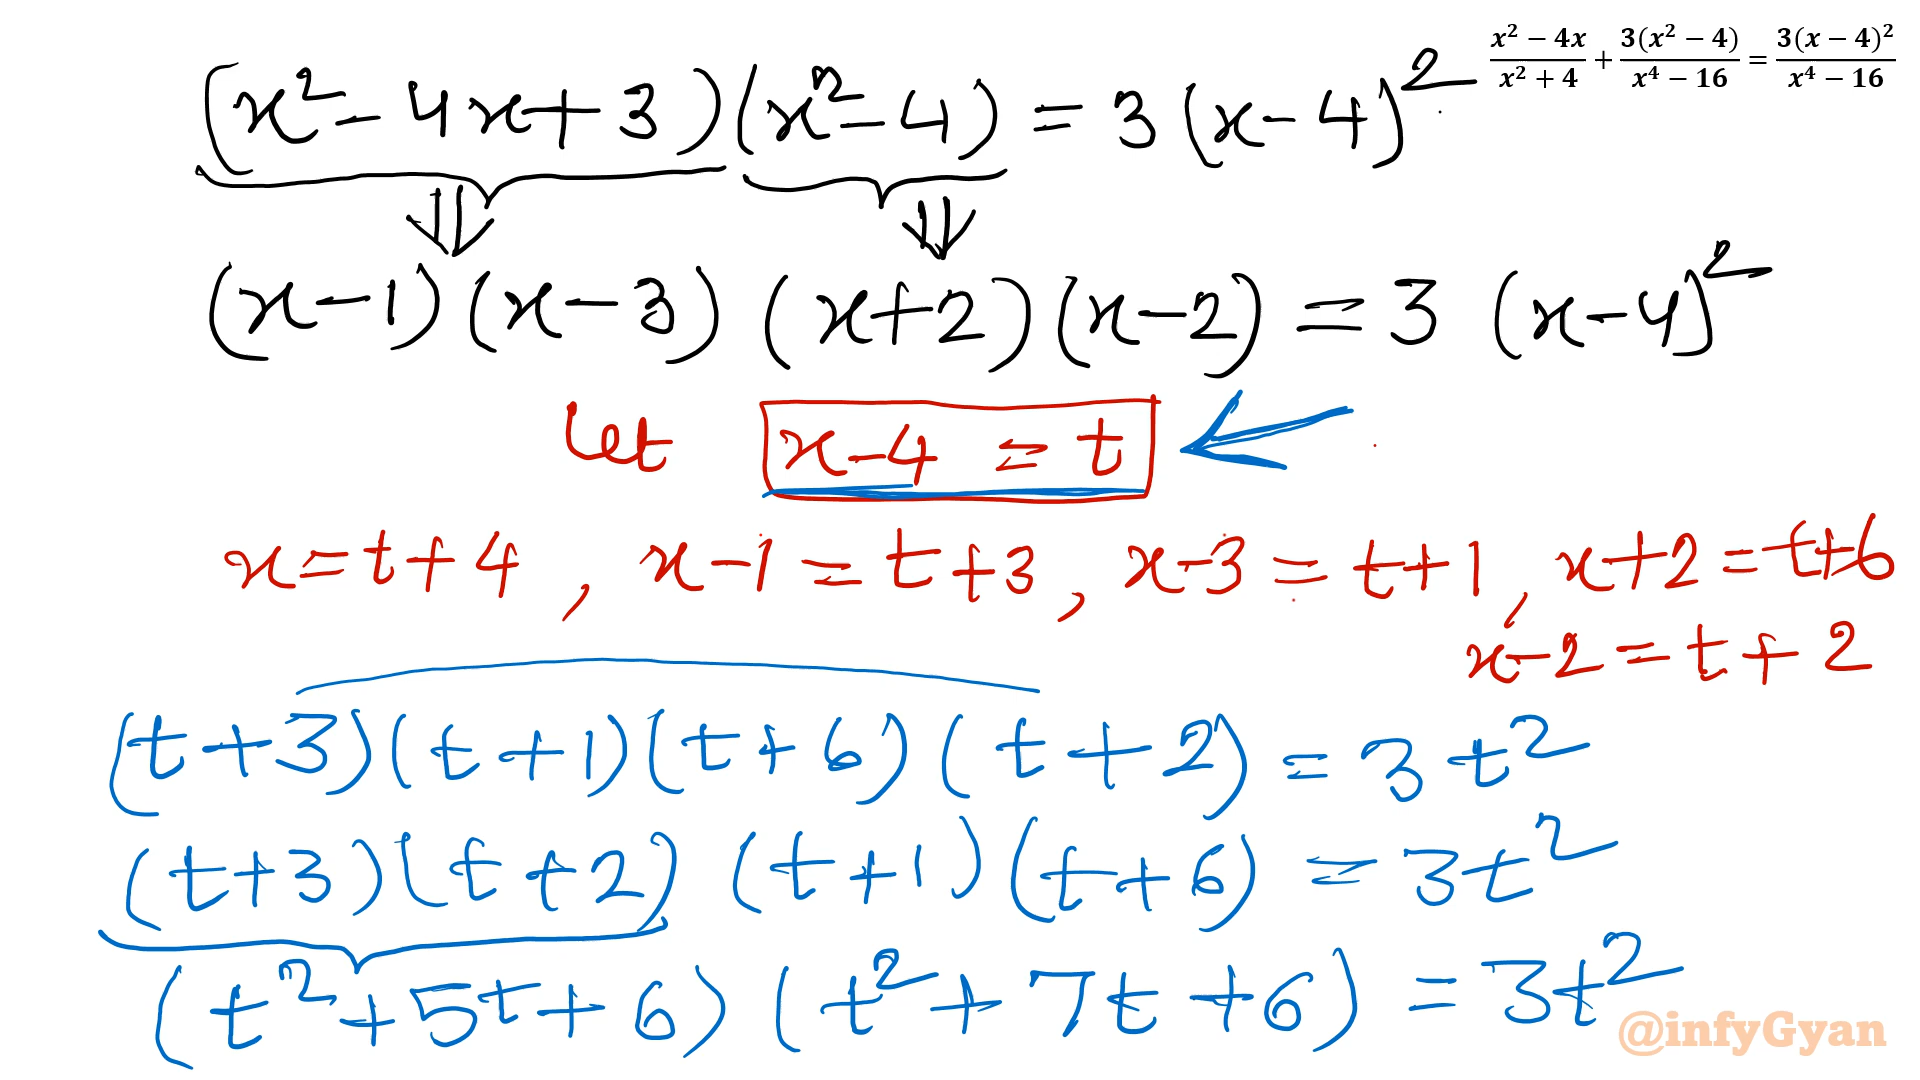 (x² - 4x + 3)(x² - 4) = 3(x - 4)²
(x² - 4x)/(x² + 4) + 3(x² - 4)/(x⁴ - 16) = 3(x - 4)²/(x⁴ - 16)
(x - 1)(x - 3)(x + 2)(x - 2) = 3(x - 4)²
let x - 4 = t
x = t + 4, x - 1 = t + 3, x - 3 = t + 1, x + 2 = t + 6
x - 2 = t + 2
(t + 3)(t + 1)(t + 6)(t + 2) = 3t²
(t + 3)(t + 2)(t + 1)(t + 6) = 3t²
(t² + 5t + 6)(t² + 7t + 6) = 3t²
@infyGyan